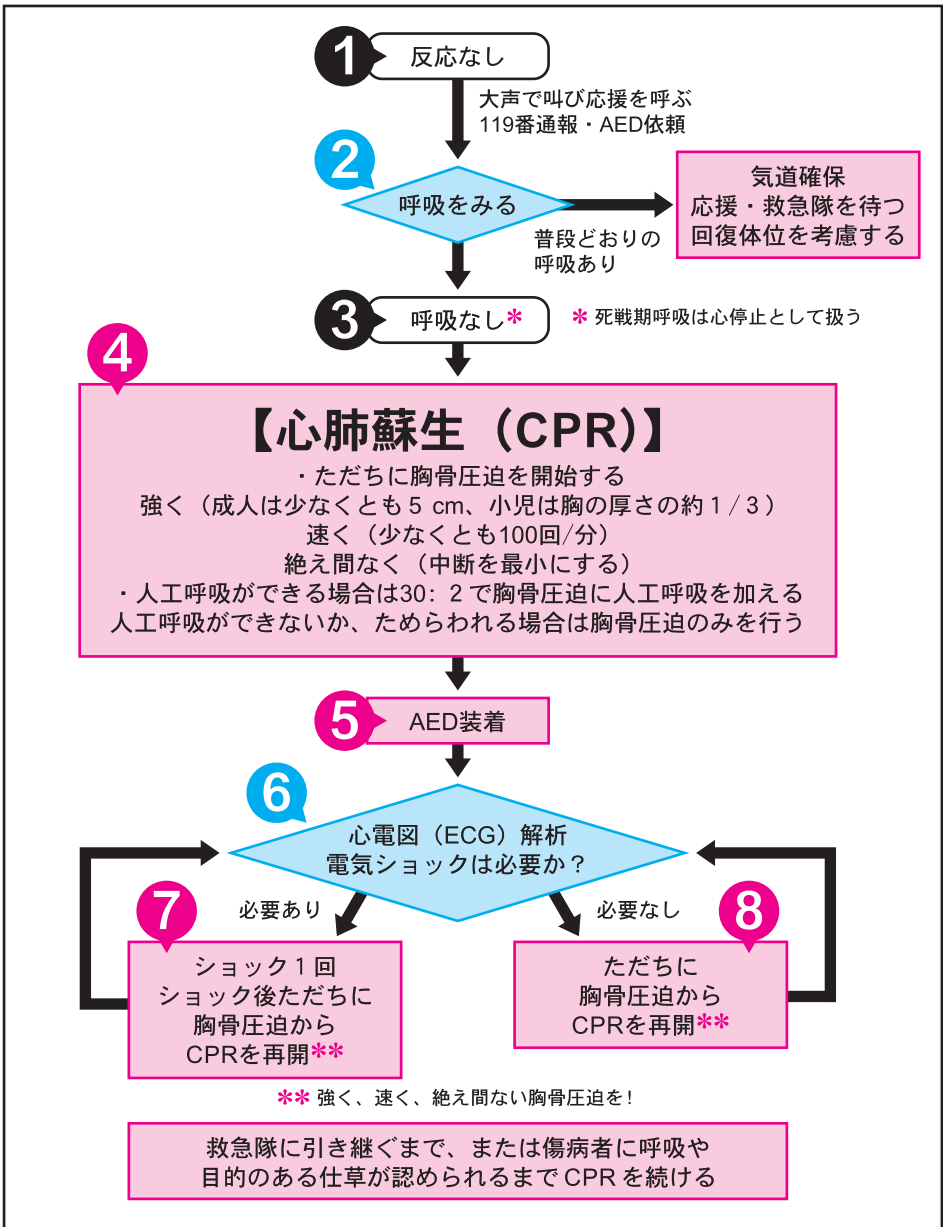 1 反応なし
大声で叫び応援を呼ぶ
119番通報・AED依頼
2 呼吸をみる
普段どおりの
呼吸あり
気道確保
応援・救急隊を待つ
回復体位を考慮する
3 呼吸なし*
* 死戦期呼吸は心停止として扱う
4
【心肺蘇生（CPR）】
・ただちに胸骨圧迫を開始する
強く（成人は少なくとも5 cm、小児は胸の厚さの約1/3）
速く（少なくとも100回/分）
絶え間なく（中断を最小にする）
・人工呼吸ができる場合は30：2で胸骨圧迫に人工呼吸を加える
人工呼吸ができないか、ためらわれる場合は胸骨圧迫のみを行う
5 AED装着
6
心電図（ECG）解析
電気ショックは必要か？
必要あり
必要なし
7
ショック1回
ショック後ただちに
胸骨圧迫から
CPRを再開**
8
ただちに
胸骨圧迫から
CPRを再開**
** 強く、速く、絶え間ない胸骨圧迫を！
救急隊に引き継ぐまで、または傷病者に呼吸や
目的のある仕草が認められるまで CPR を続ける